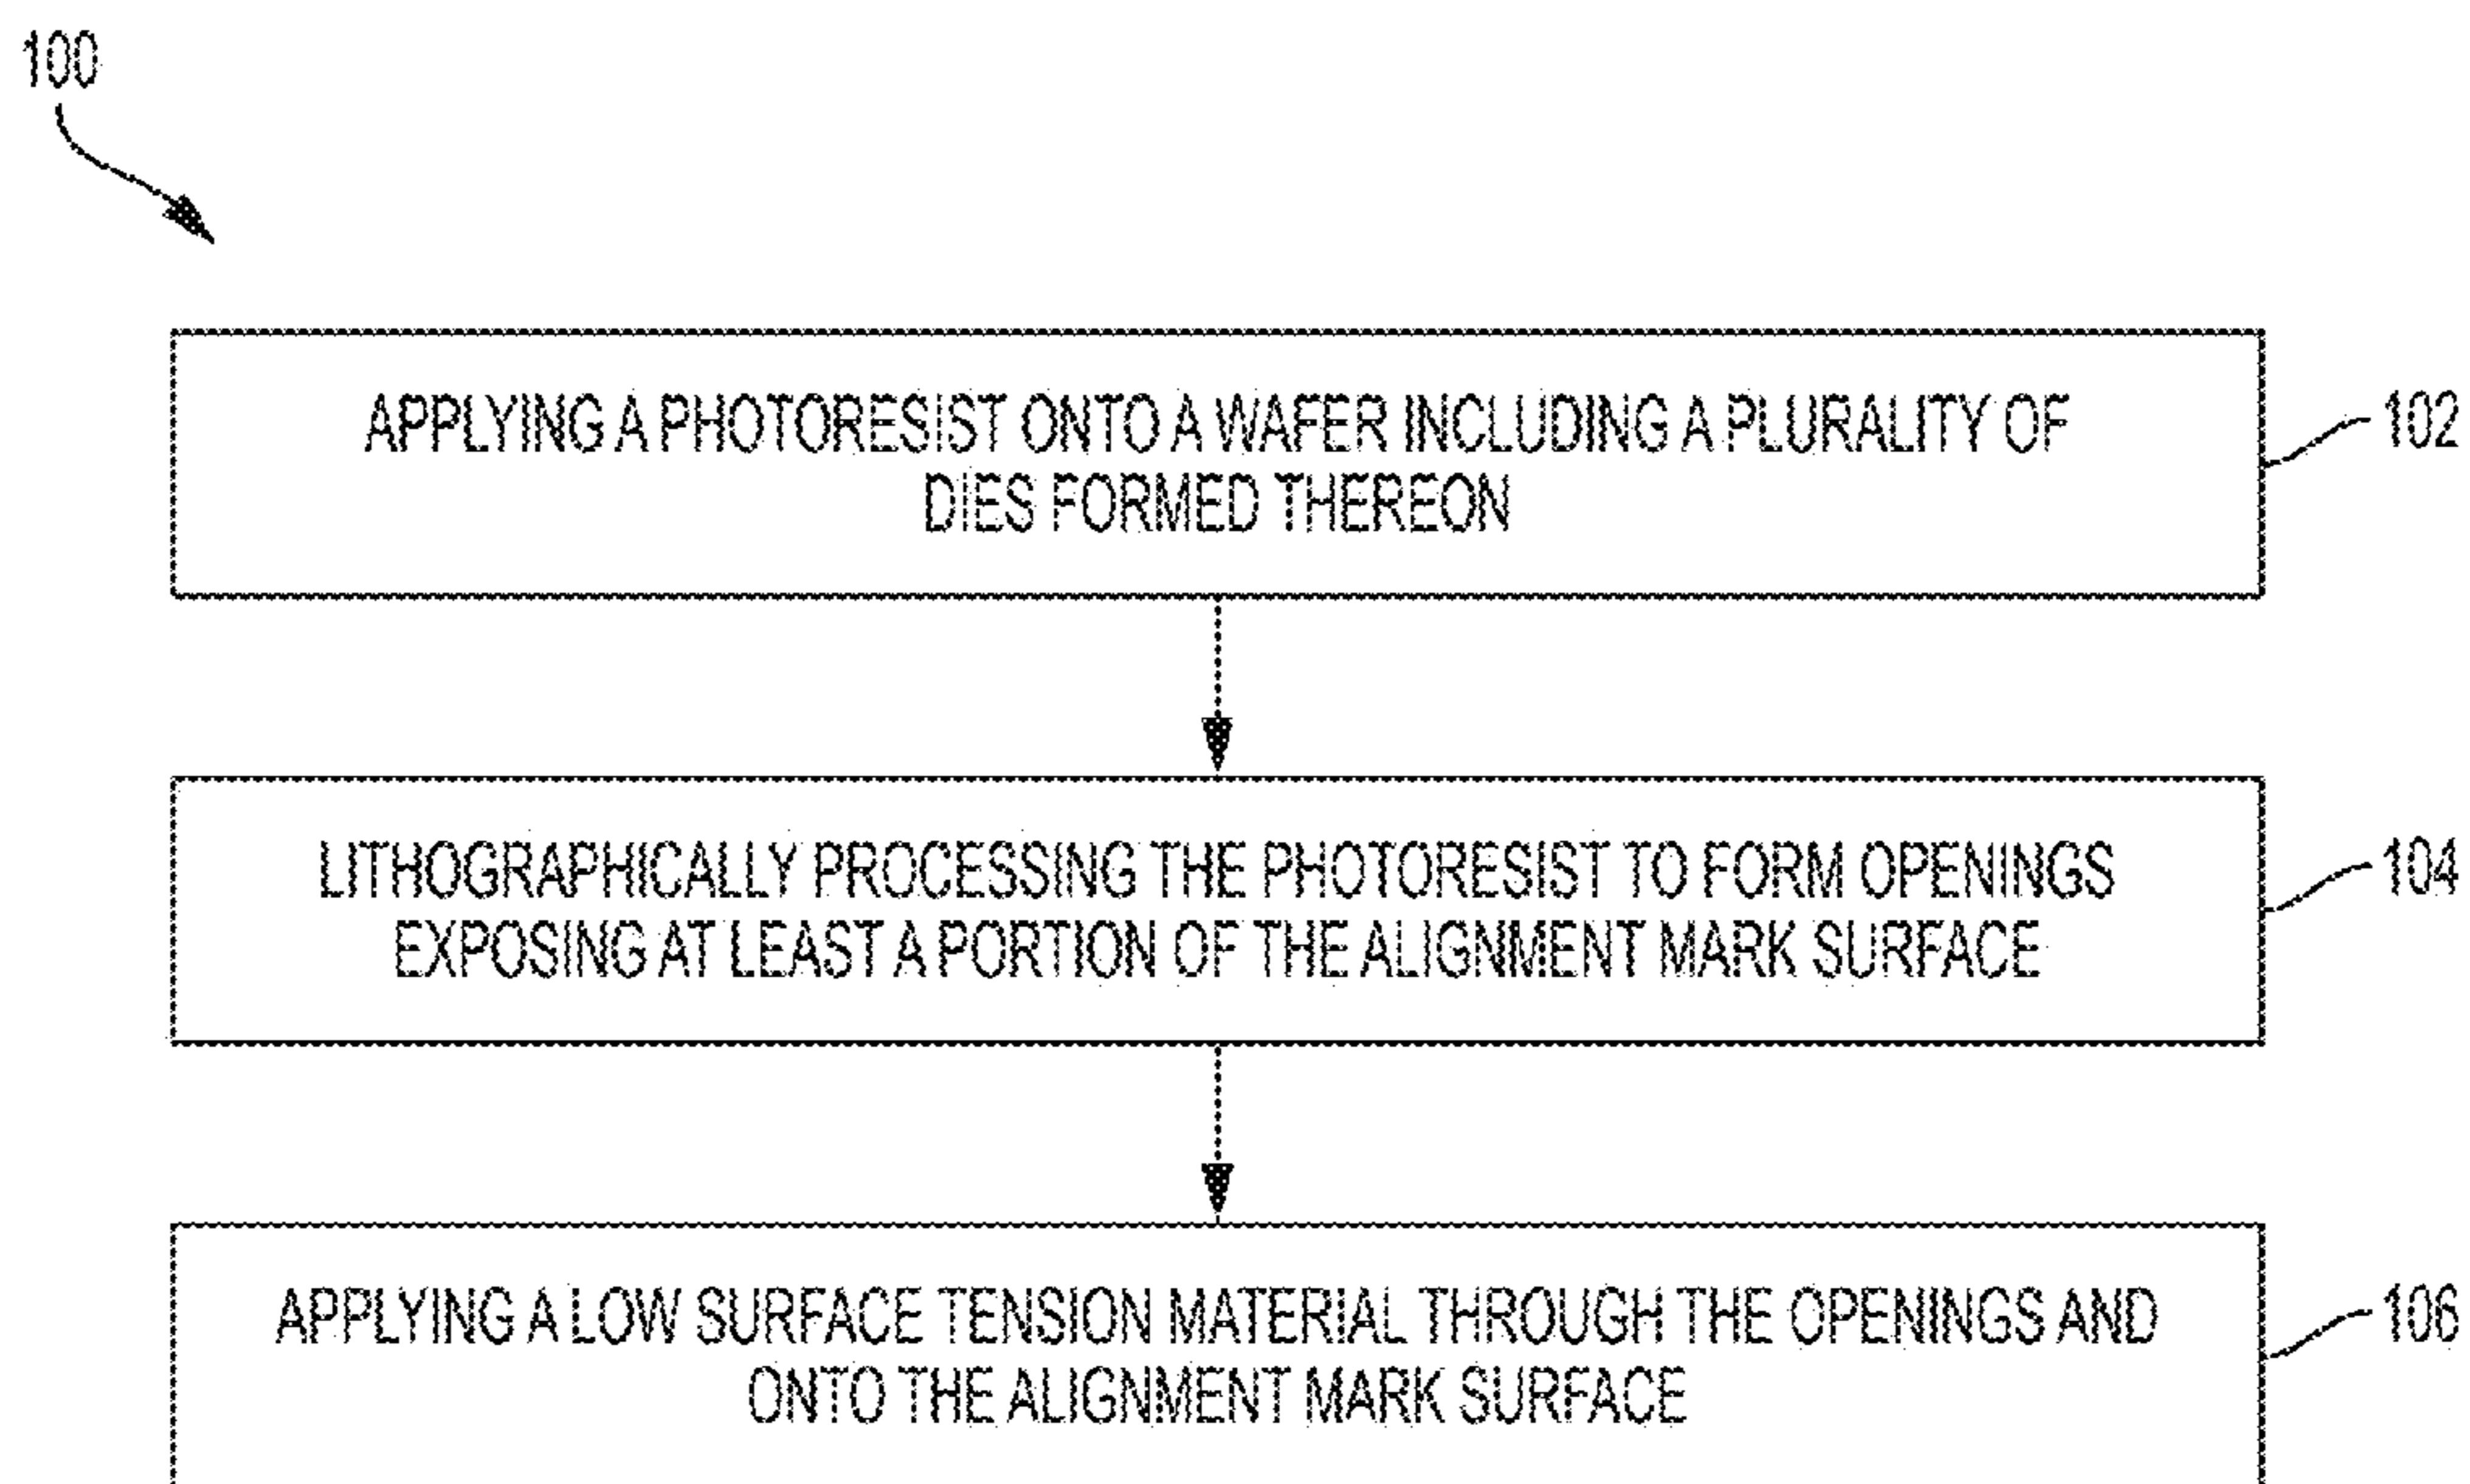 100
APPLYING A PHOTORESIST ONTO A WAFER INCLUDING A PLURALITY OF
DIES FORMED THEREON
102
LITHOGRAPHICALLY PROCESSING THE PHOTORESIST TO FORM OPENINGS
EXPOSING AT LEAST A PORTION OF THE ALIGNMENT MARK SURFACE
104
APPLYING A LOW SURFACE TENSION MATERIAL THROUGH THE OPENINGS AND
ONTO THE ALIGNMENT MARK SURFACE
106